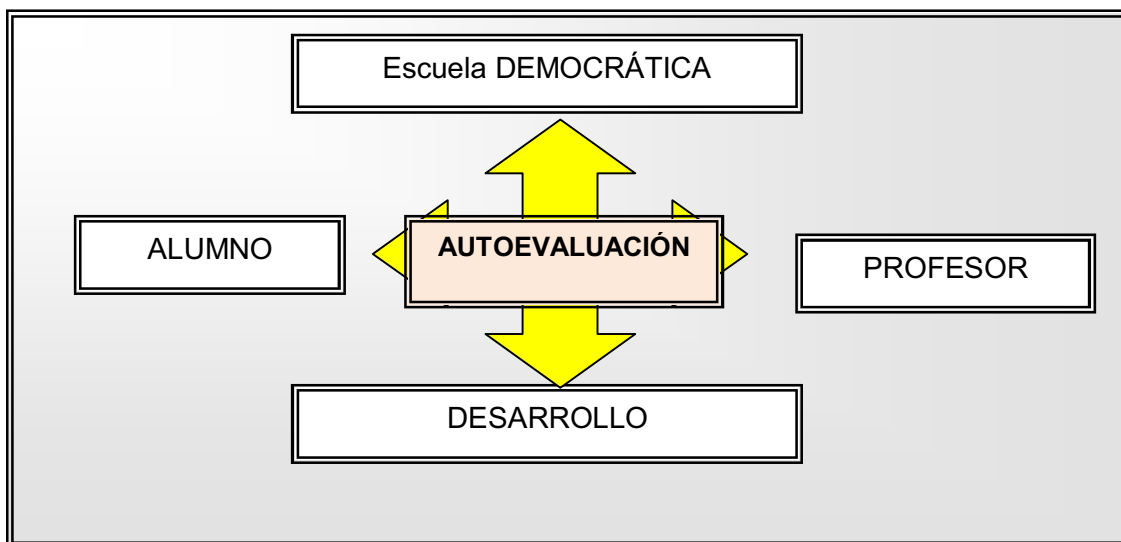 Escuela DEMOCRÁTICA
ALUMNO
AUTOEVALUACIÓN
PROFESOR
DESARROLLO